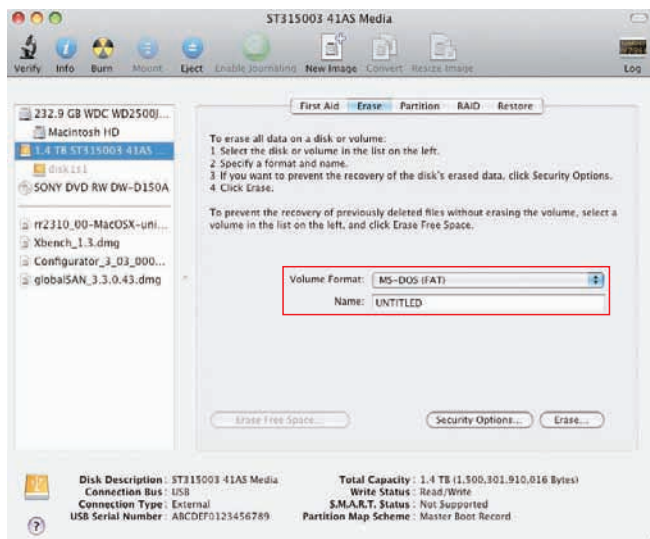 ST315003 41AS Media
Verify Info Burn Mount Eject Enable Journaling New Image Convert Resize Image Log
232.9 GB WDC WD2500J...
Macintosh HD
1.4 TB ST315003 41AS ...
disk1s1
SONY DVD RW DW-D150A
rr2310_00-MacOSX-uni...
Xbench_1.3.dmg
Configurator_3_03_000...
globalSAN_3.3.0.43.dmg
First Aid Erase Partition RAID Restore
To erase all data on a disk or volume:
1 Select the disk or volume in the list on the left.
2 Specify a format and name.
3 If you want to prevent the recovery of the disk's erased data, click Security Options.
4 Click Erase.
To prevent the recovery of previously deleted files without erasing the volume, select a
volume in the list on the left, and click Erase Free Space.
Volume Format: MS-DOS (FAT)
Name: UNTITLED
Erase Free Space... Security Options... Erase...
Disk Description : ST315003 41AS Media
Connection Bus : USB
Connection Type : External
USB Serial Number : ABCDEF0123456789
Total Capacity : 1.4 TB (1,500,301,910,016 Bytes)
Write Status : Read/Write
S.M.A.R.T. Status : Not Supported
Partition Map Scheme : Master Boot Record
?